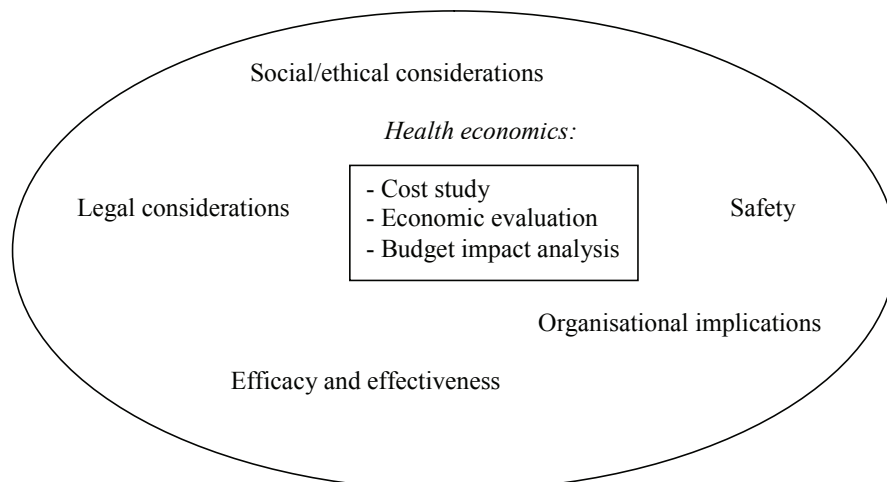 Social/ethical considerations
Health economics:
- Cost study
- Economic evaluation
- Budget impact analysis
Legal considerations
Safety
Organisational implications
Efficacy and effectiveness